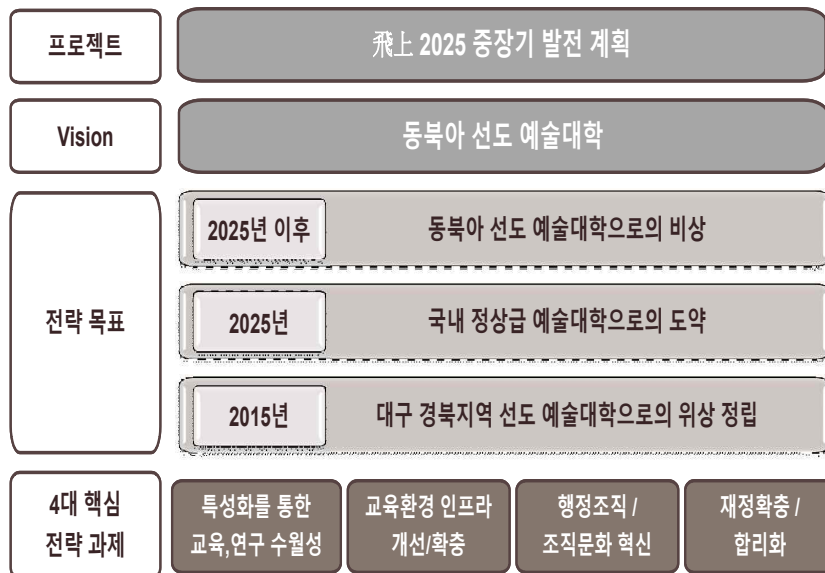 프로젝트
飛上 2025 중장기 발전 계획
Vision
동북아 선도 예술대학
전략 목표
2025년 이후
동북아 선도 예술대학으로의 비상
2025년
국내 정상급 예술대학으로의 도약
2015년
대구 경북지역 선도 예술대학으로의 위상 정립
4대 핵심
전략 과제
특성화를 통한
교육,연구 수월성
교육환경 인프라
개선/확충
행정조직 /
조직문화 혁신
재정확충 /
합리화